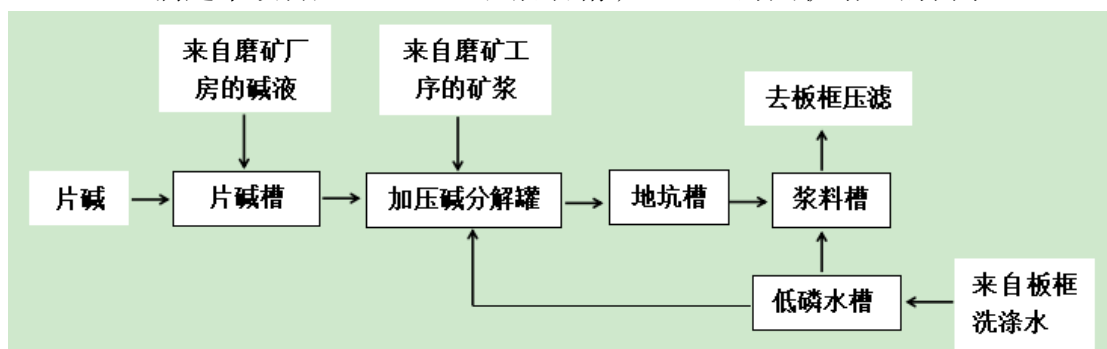 来自磨矿厂
房的碱液
来自磨矿工
序的矿浆
去板框压滤
片碱
片碱槽
加压碱分解罐
地坑槽
浆料槽
低磷水槽
来自板框
洗涤水